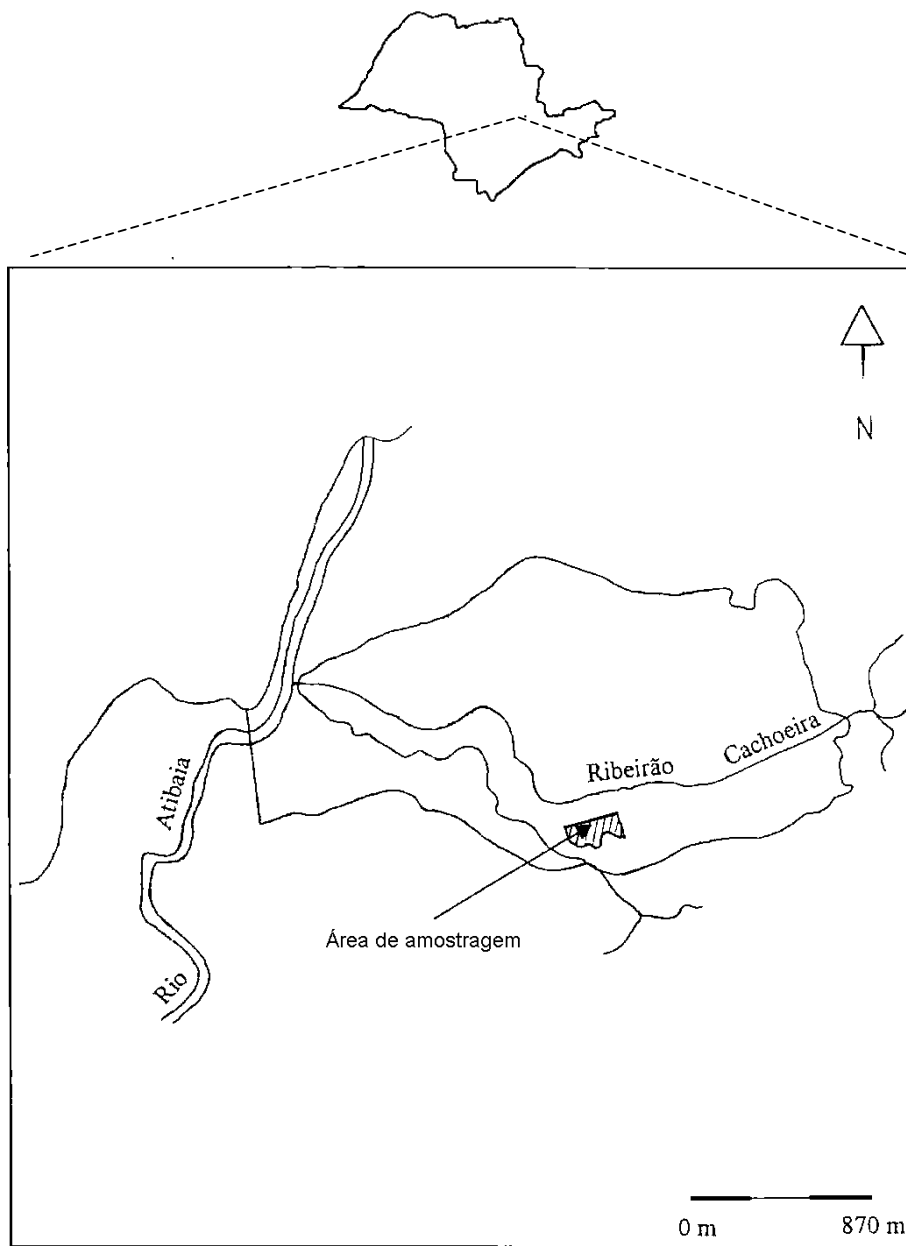 N
Ribeirão Cachoeira
Rio Atibaia
Área de amostragem
0 m 870 m